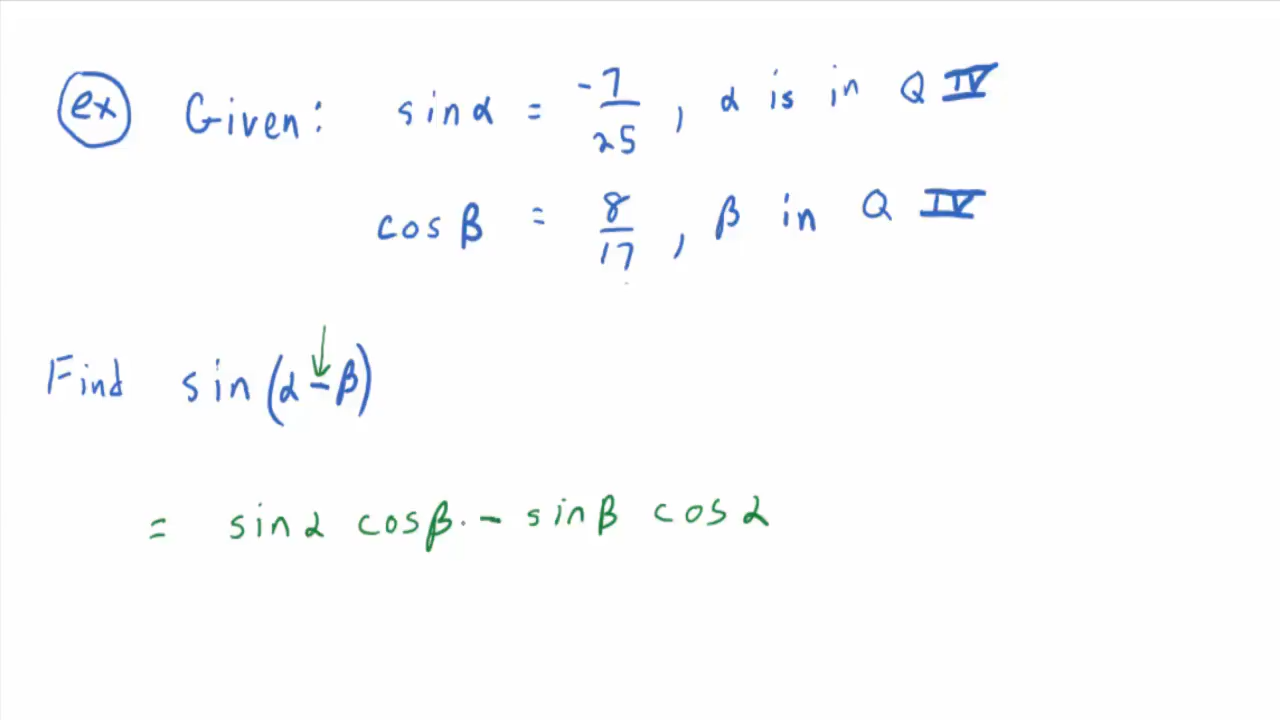 ex Given: sin α = -7/25, α is in Q IV
cos β = 8/17, β in Q IV
Find sin(α - β)
= sin α cos β - sin β cos α